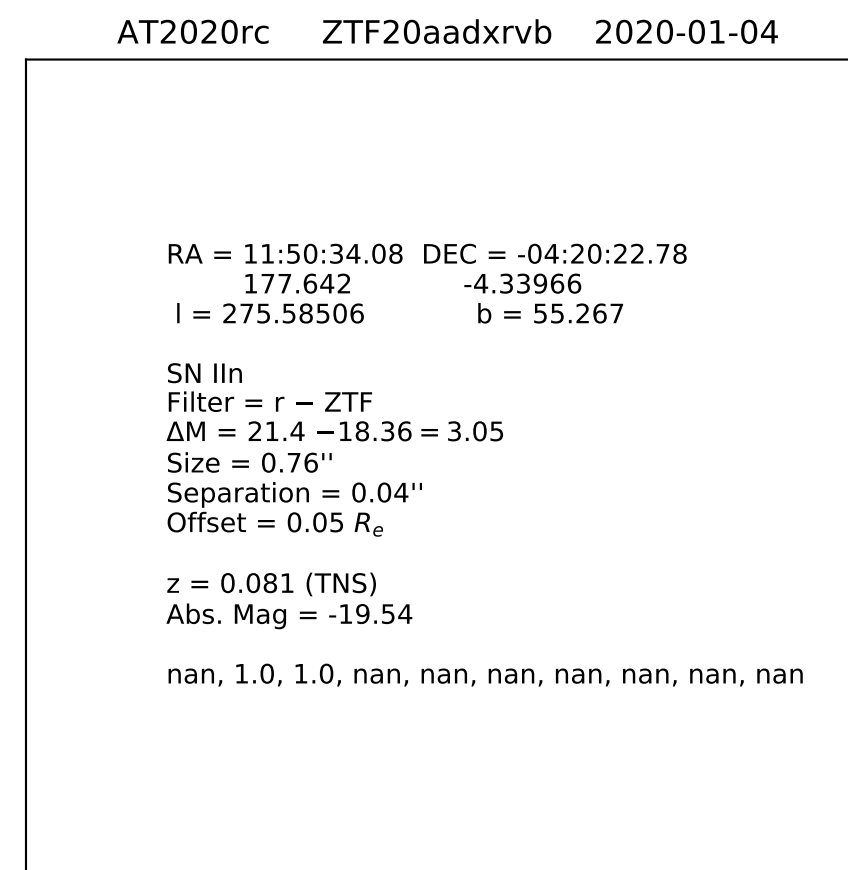 AT2020rc ZTF20aadxrvb 2020-01-04
RA = 11:50:34.08 DEC = -04:20:22.78
177.642 -4.33966
l = 275.58506 b = 55.267
SN IIn
Filter = r − ZTF
ΔM = 21.4 −18.36 = 3.05
Size = 0.76''
Separation = 0.04''
Offset = 0.05 Rₑ
z = 0.081 (TNS)
Abs. Mag = -19.54
nan, 1.0, 1.0, nan, nan, nan, nan, nan, nan, nan